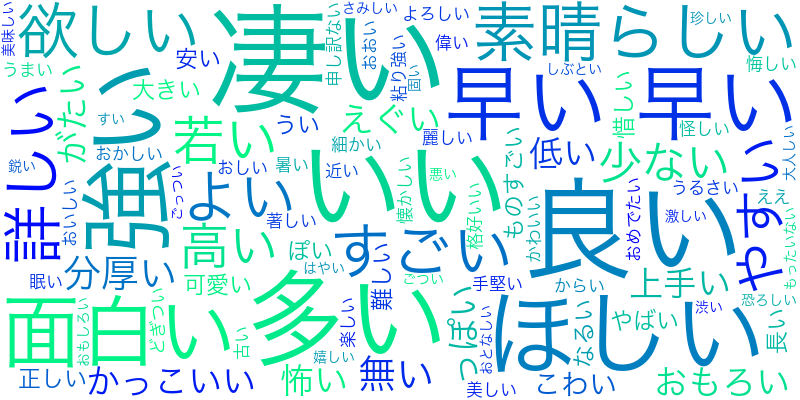 美味しい
欲しい
凄い
さみしい
よろしい
素晴らしい
珍しい
うまい
がたい
安い
大きい
申し訳ない
おおい
粘り強い
固い
偉い
早い
しぶとい
早い
惜しい
怪しい
悔しい
大人しい
詳しい
すい
強い
若い
うい
えぐい
細かい
麗しい
ものすごい
低い
少ない
やすい
鋭い
おかしい
おいしい
ごっつい
おしい
暑い
近い
いい
懐かしい
悪い
かわいい
良い
おめでたい
うるさい
ええ
激しい
もったいない
よい
著しい
すごい
格好いい
高い
ぽい
分厚い
可愛い
はやい
難しい
ごつい
手堅い
からい
上手い
恐ろしい
眠い
面白い
おもしろい
どぎつい
古い
多い
楽しい
嬉しい
っぽい
おとなしい
ほしい
なるい
やばい
渋い
長い
正しい
かっこいい
怖い
無い
美しい
こわい
おもろい